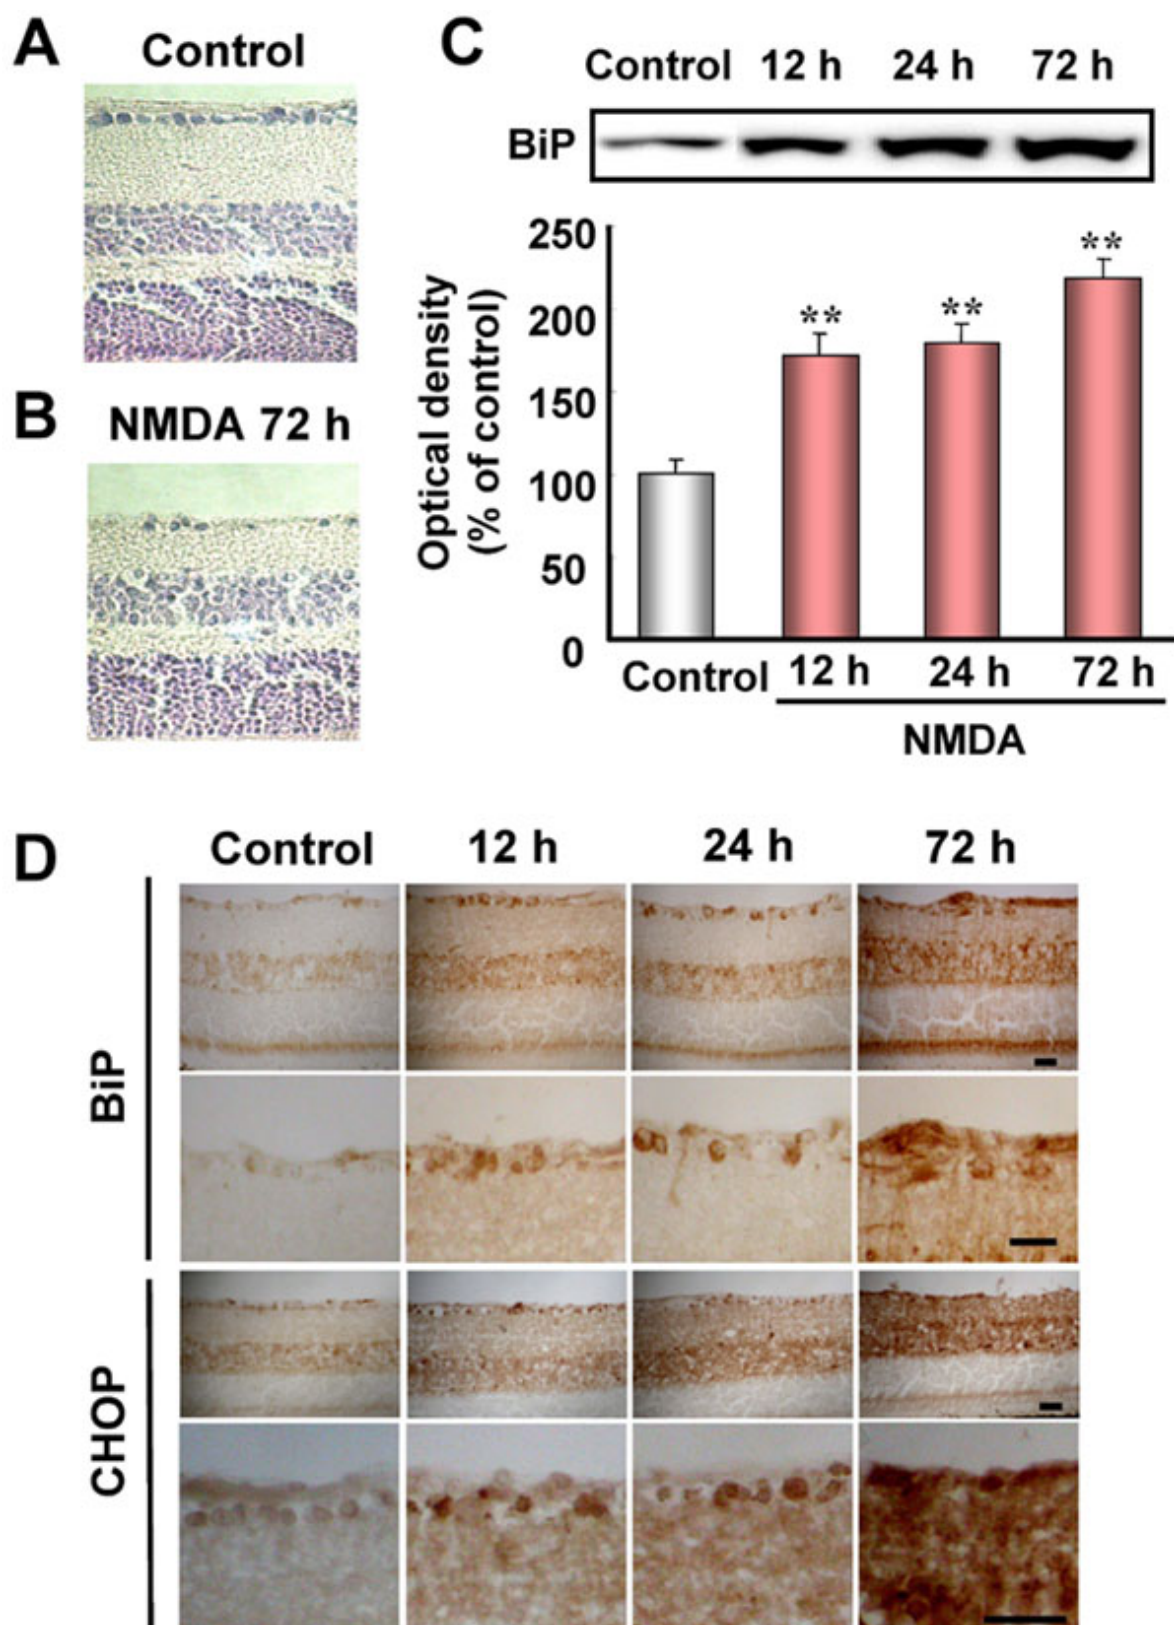 A
Control
B
NMDA 72 h
C
Control 12 h 24 h 72 h
BiP
250
200
150
100
50
0
Optical density
(% of control)
**
**
**
Control 12 h 24 h 72 h
NMDA
D
Control 12 h 24 h 72 h
BiP
CHOP